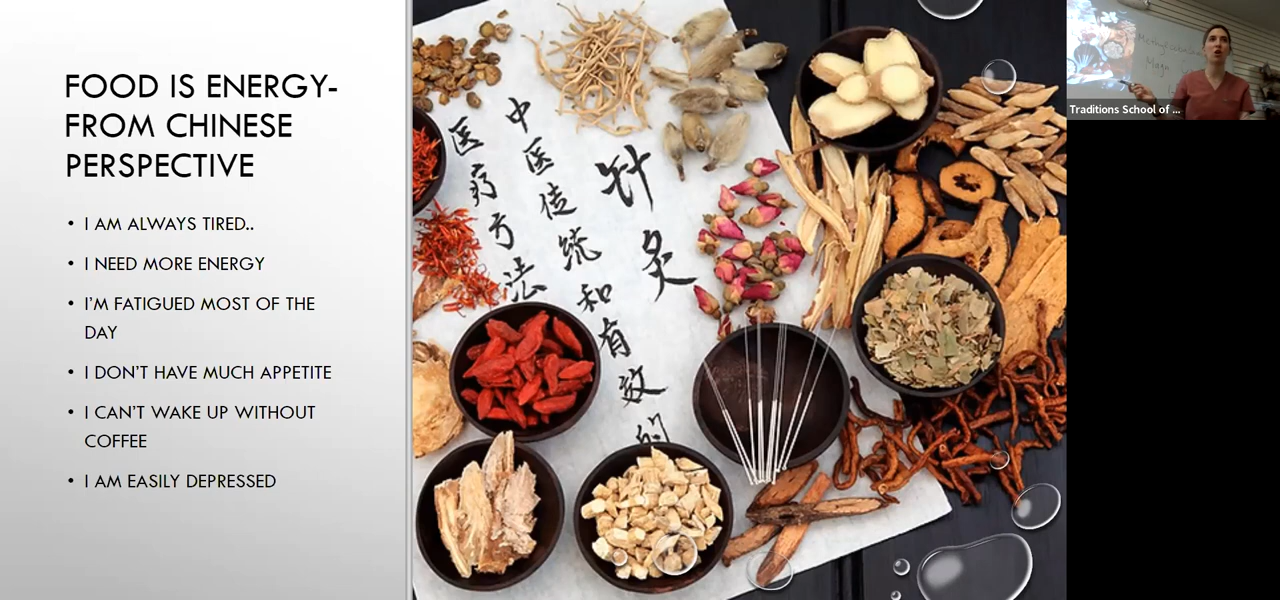 FOOD IS ENERGY-
FROM CHINESE
PERSPECTIVE
• I AM ALWAYS TIRED..
• I NEED MORE ENERGY
• I'M FATIGUED MOST OF THE
DAY
• I DON'T HAVE MUCH APPETITE
• I CAN'T WAKE UP WITHOUT
COFFEE
• I AM EASILY DEPRESSED
针灸
中医传统和有效的
医疗方法
Traditions School of ...